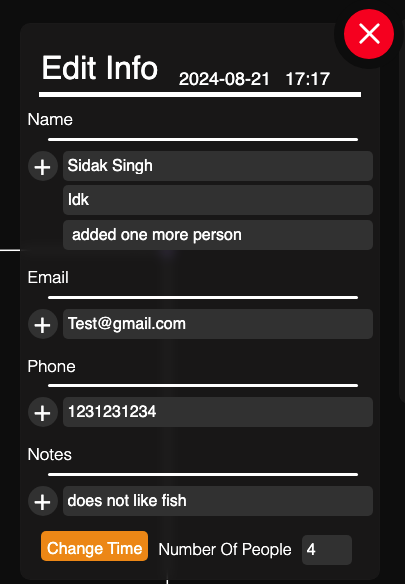 Edit Info 2024-08-21 17:17
Name
+ Sidak Singh
Idk
added one more person
Email
+ Test@gmail.com
Phone
+ 1231231234
Notes
+ does not like fish
Change Time Number Of People 4